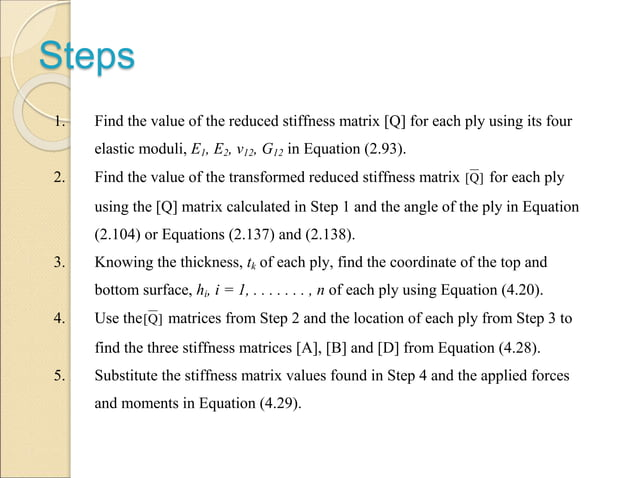 Steps
1. Find the value of the reduced stiffness matrix [Q] for each ply using its four
elastic moduli, E1, E2, v12, G12 in Equation (2.93).
2. Find the value of the transformed reduced stiffness matrix [Q̅] for each ply
using the [Q] matrix calculated in Step 1 and the angle of the ply in Equation
(2.104) or Equations (2.137) and (2.138).
3. Knowing the thickness, tk of each ply, find the coordinate of the top and
bottom surface, hi, i = 1, . . . . . . . , n of each ply using Equation (4.20).
4. Use the[Q̅] matrices from Step 2 and the location of each ply from Step 3 to
find the three stiffness matrices [A], [B] and [D] from Equation (4.28).
5. Substitute the stiffness matrix values found in Step 4 and the applied forces
and moments in Equation (4.29).